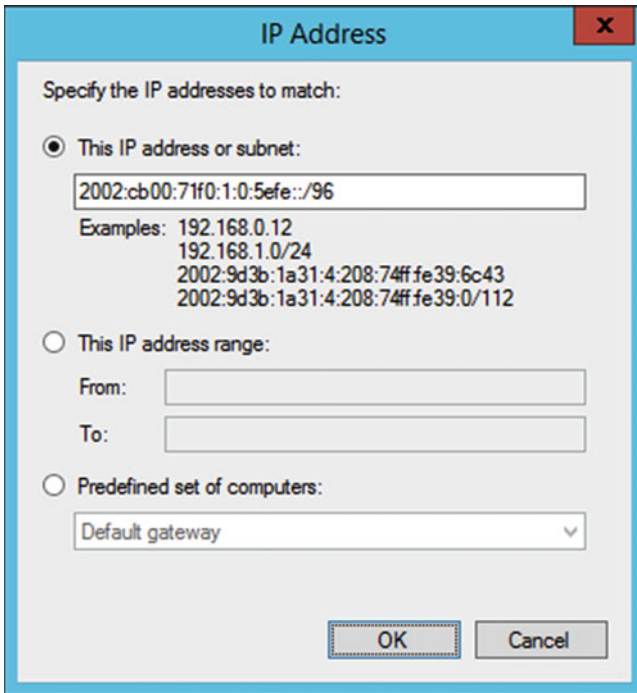 IP Address
x
Specify the IP addresses to match:
This IP address or subnet:
2002:cb00:71f0:1:0:5efe::/96
Examples: 192.168.0.12
192.168.1.0/24
2002:9d3b:1a31:4:208:74ff:fe39:6c43
2002:9d3b:1a31:4:208:74ff:fe39:0/112
This IP address range:
From:
To:
Predefined set of computers:
Default gateway
OK Cancel